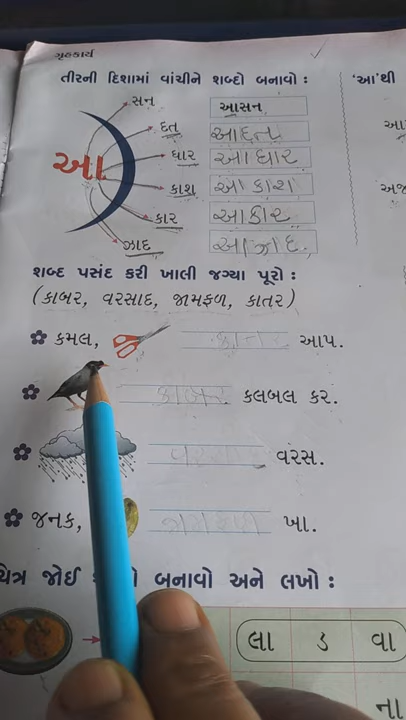 ગૃહકાર્ય
તીરની દિશામાં વાંચીને શબ્દો બનાવો :
'આ'થી
આ
સન આસન
દત આદત
ધાર આધાર
કાશ આકાશ
કાર આકાર
ઝાદ આઝાદ.
શબ્દ પસંદ કરી ખાલી જગ્યા પૂરો :
(કાબર, વરસાદ, જામફળ, કાતર)
કમલ, કાતર આપ.
કાબર કલબલ કર.
વરસાદ વરસ.
જનક, જામફળ ખા.
જોઈ બનાવો અને લખો :
લા ડ વા
ના